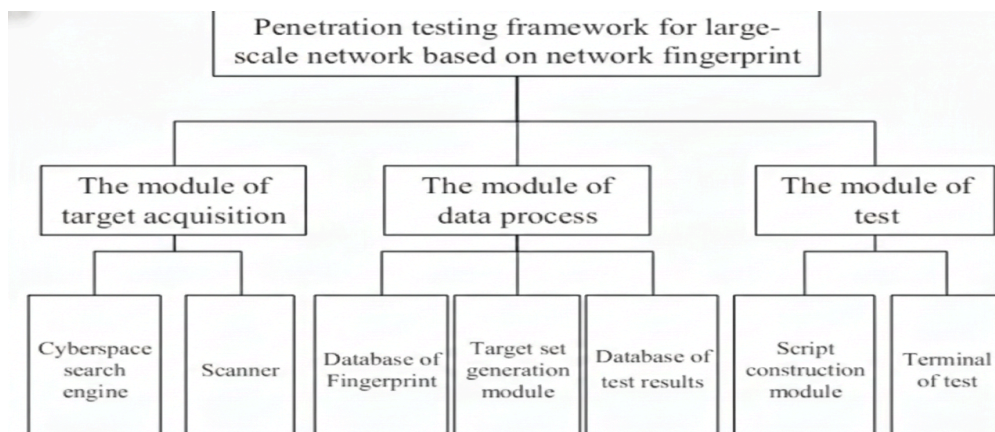 Penetration testing framework for large-
scale network based on network fingerprint
The module of
target acquisition
The module of
data process
The module of
test
Cyberspace
search
engine
Scanner
Database of
Fingerprint
Target set
generation
module
Database of
test results
Script
construction
module
Terminal
of test